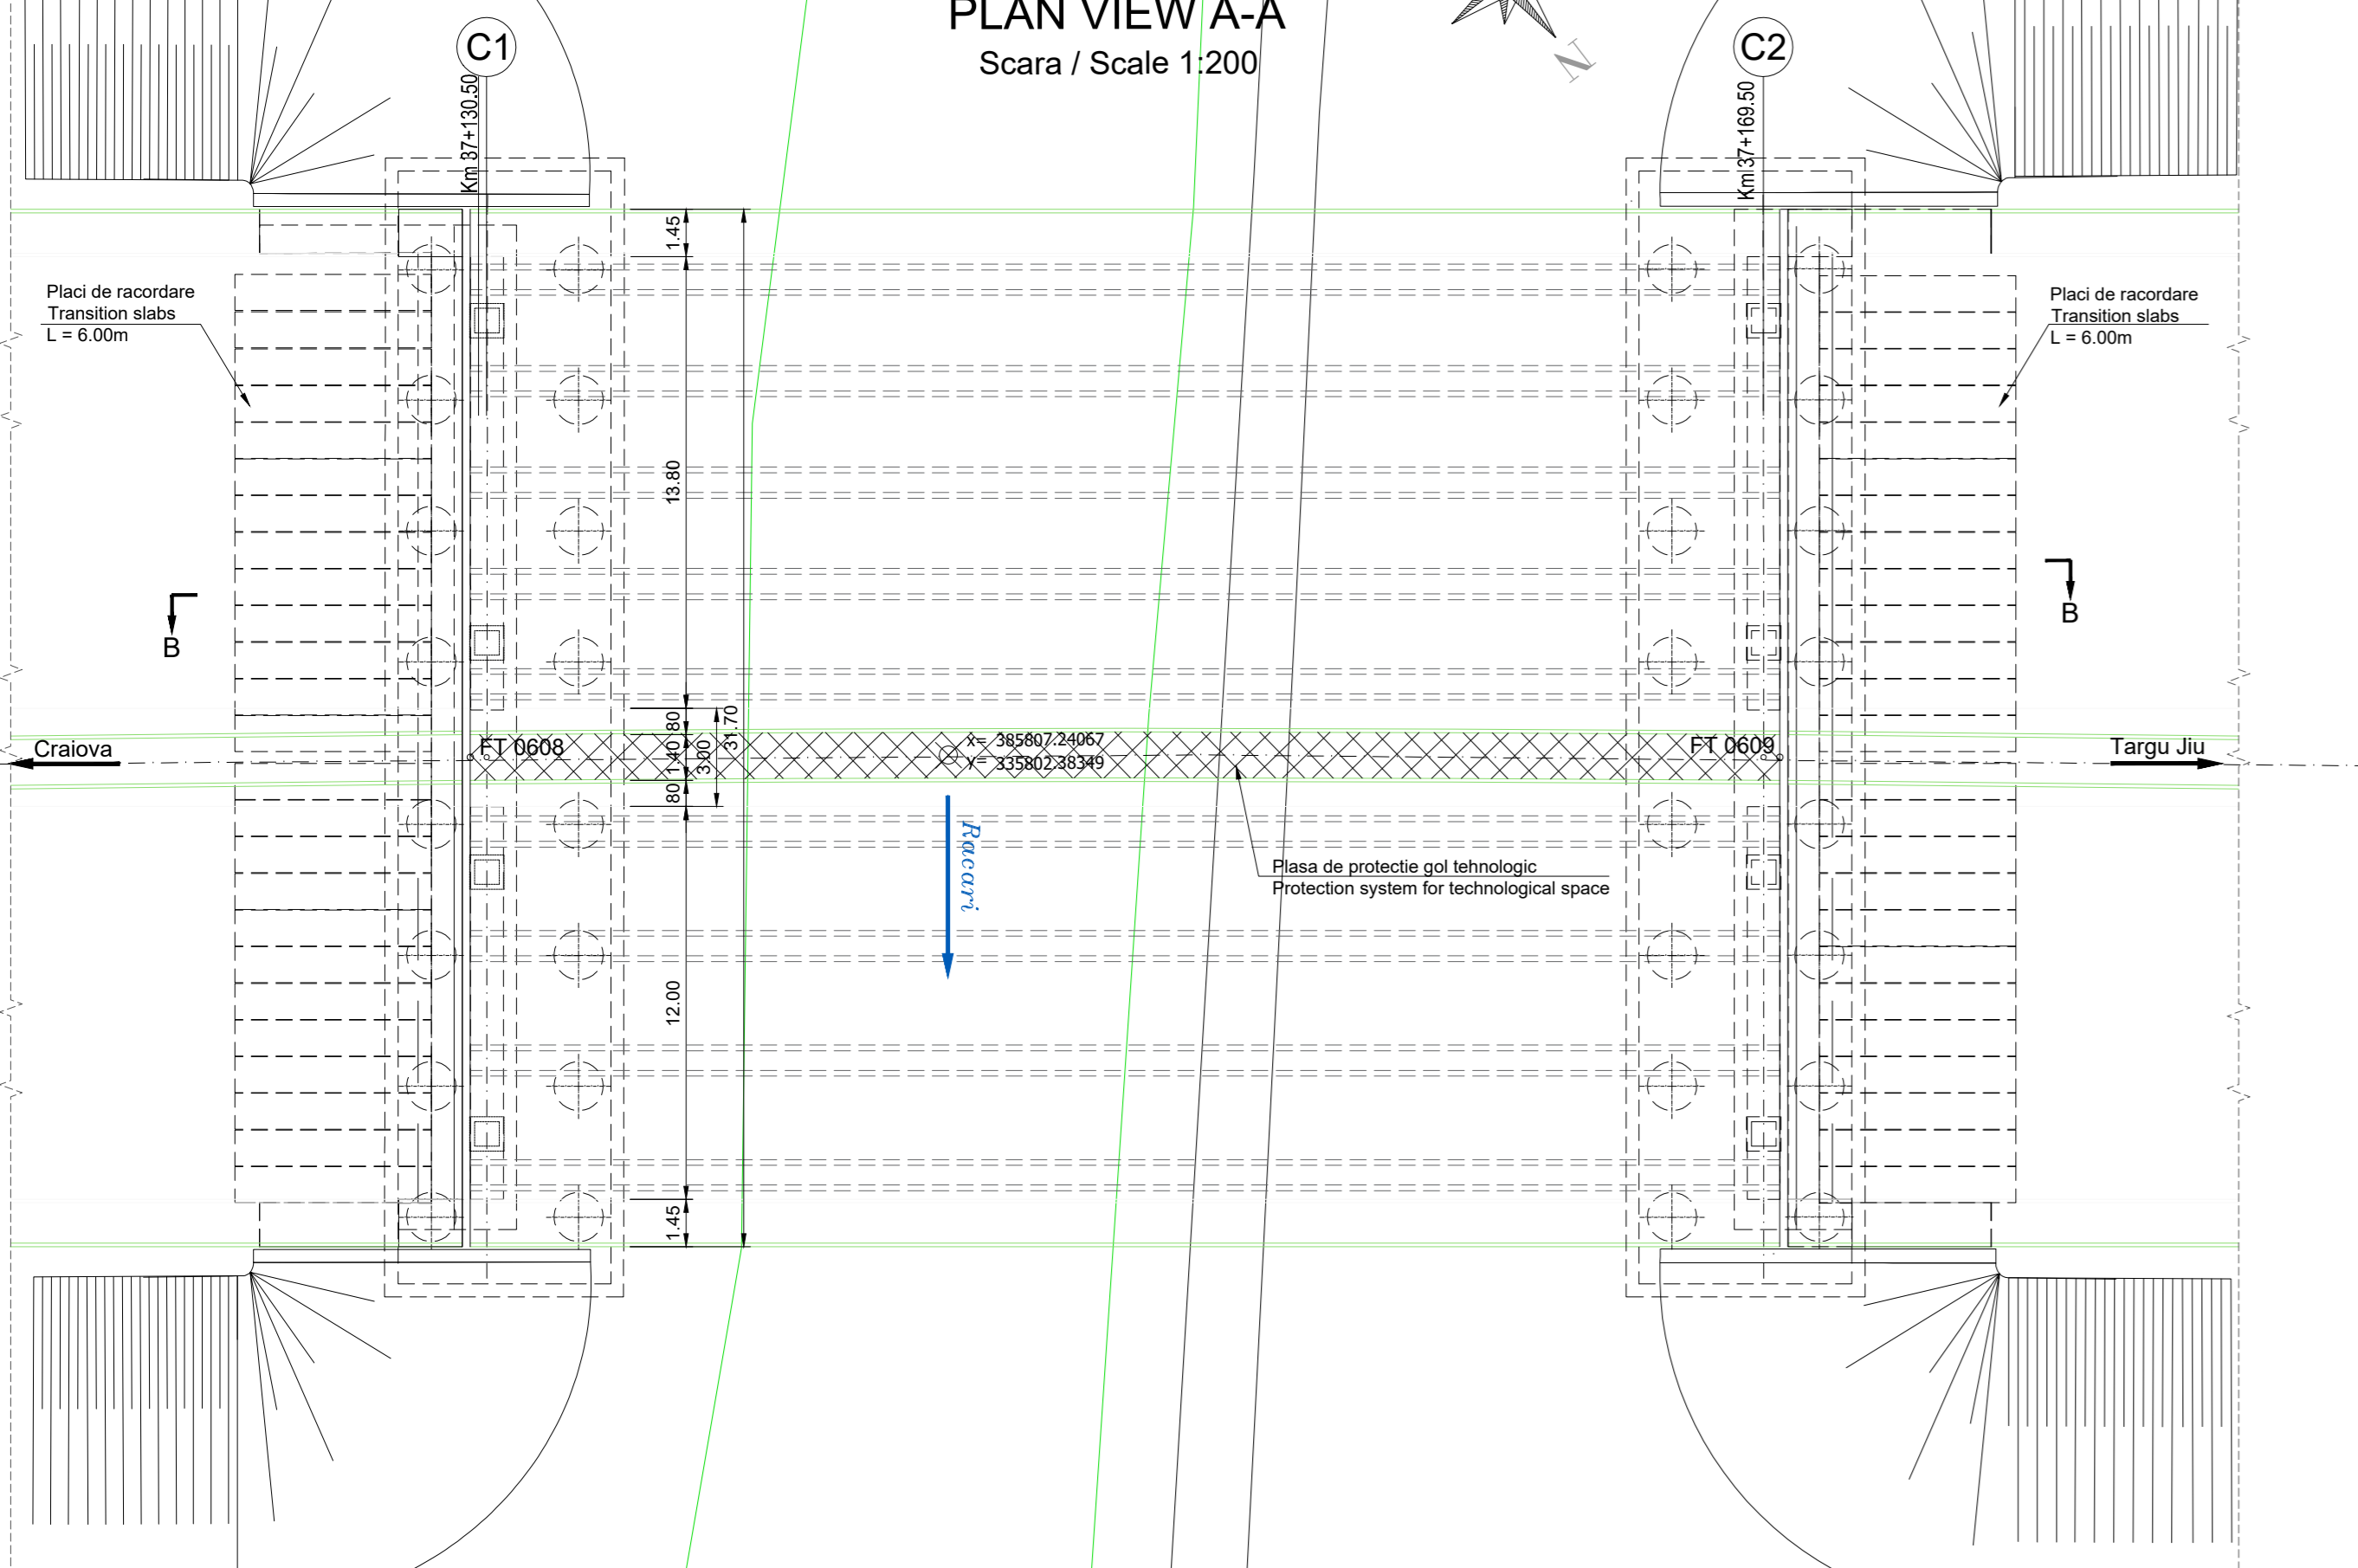 PLAN VIEW A-A
Scara / Scale 1:200
N
C1
C2
Km 37+130.50
Km 37+169.50
1.45
Placi de racordare
Transition slabs
L = 6.00m
Placi de racordare
Transition slabs
L = 6.00m
13.80
B
B
80
31.70
1.40
3.00
80
Craiova
FT 0608
x= 385807.24067
y= 335802.38349
FT 0609
Targu Jiu
Racari
Plasa de protectie gol tehnologic
Protection system for technological space
12.00
1.45